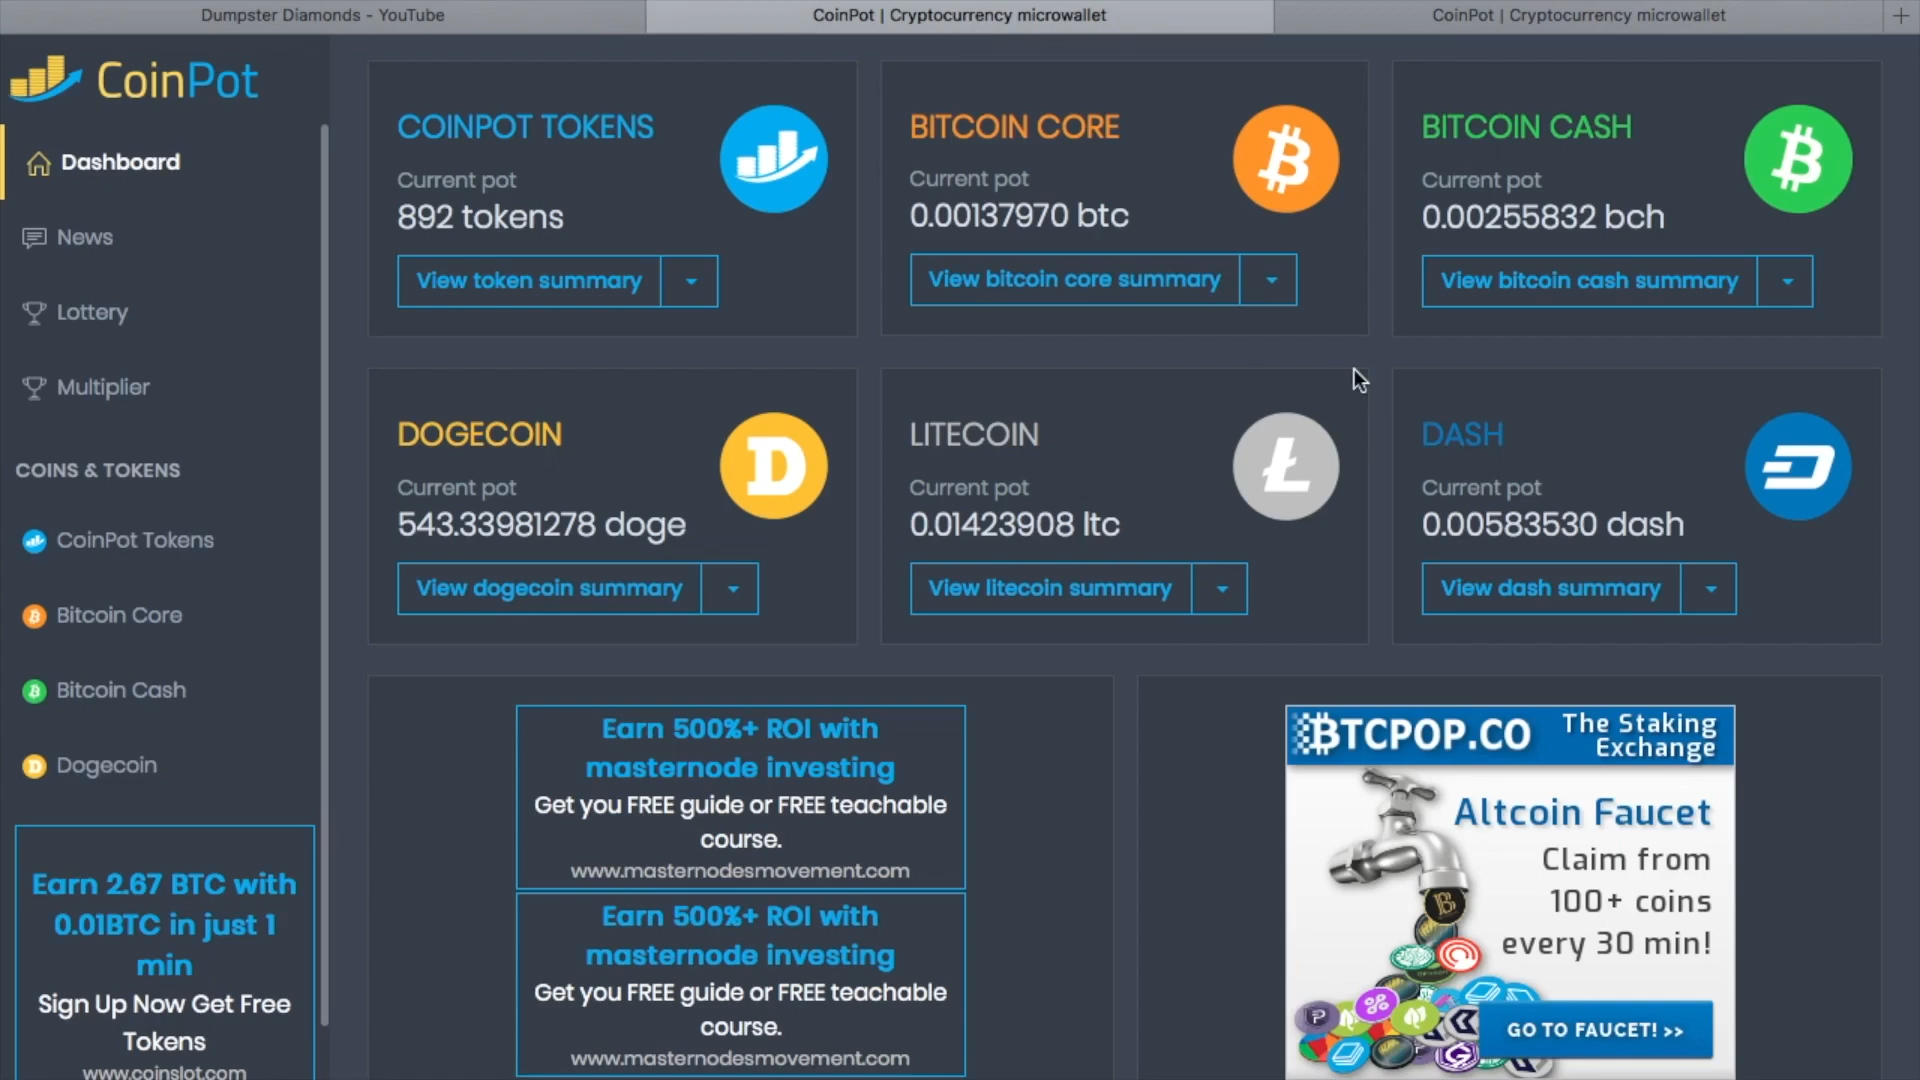 Dumpster Diamonds - YouTube
CoinPot | Cryptocurrency microwallet
CoinPot | Cryptocurrency microwallet
CoinPot
Dashboard
News
Lottery
Multiplier
COINS & TOKENS
CoinPot Tokens
Bitcoin Core
Bitcoin Cash
Dogecoin
Earn 2.67 BTC with
0.01BTC in just 1
min
Sign Up Now Get Free
Tokens
www.coinslot.com
COINPOT TOKENS
Current pot
892 tokens
View token summary
BITCOIN CORE
Current pot
0.00137970 btc
View bitcoin core summary
BITCOIN CASH
Current pot
0.00255832 bch
View bitcoin cash summary
DOGECOIN
Current pot
543.33981278 doge
View dogecoin summary
LITECOIN
Current pot
0.01423908 ltc
View litecoin summary
DASH
Current pot
0.00583530 dash
View dash summary
Earn 500%+ ROI with
masternode investing
Get you FREE guide or FREE teachable
course.
www.masternodesmovement.com
Earn 500%+ ROI with
masternode investing
Get you FREE guide or FREE teachable
course.
www.masternodesmovement.com
BTCPOP.CO
The Staking
Exchange
Altcoin Faucet
Claim from
100+ coins
every 30 min!
GO TO FAUCET! >>